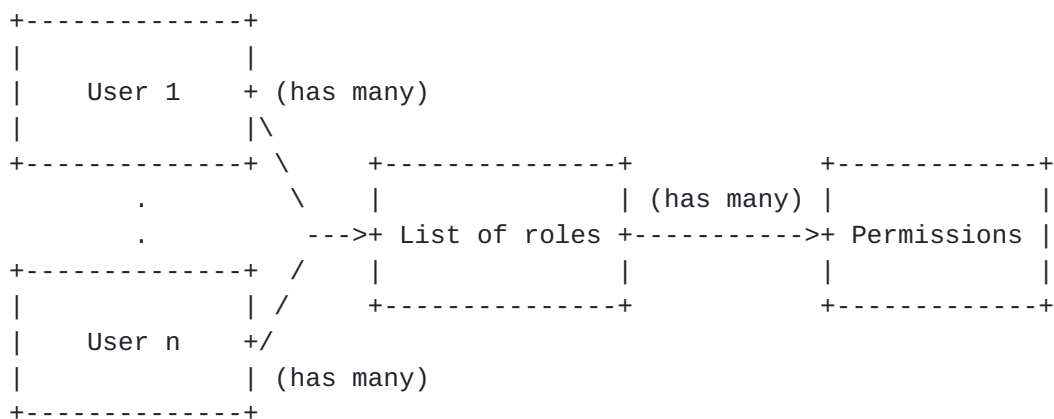 User 1 (has many)
(has many)
List of roles Permissions
User n
(has many)